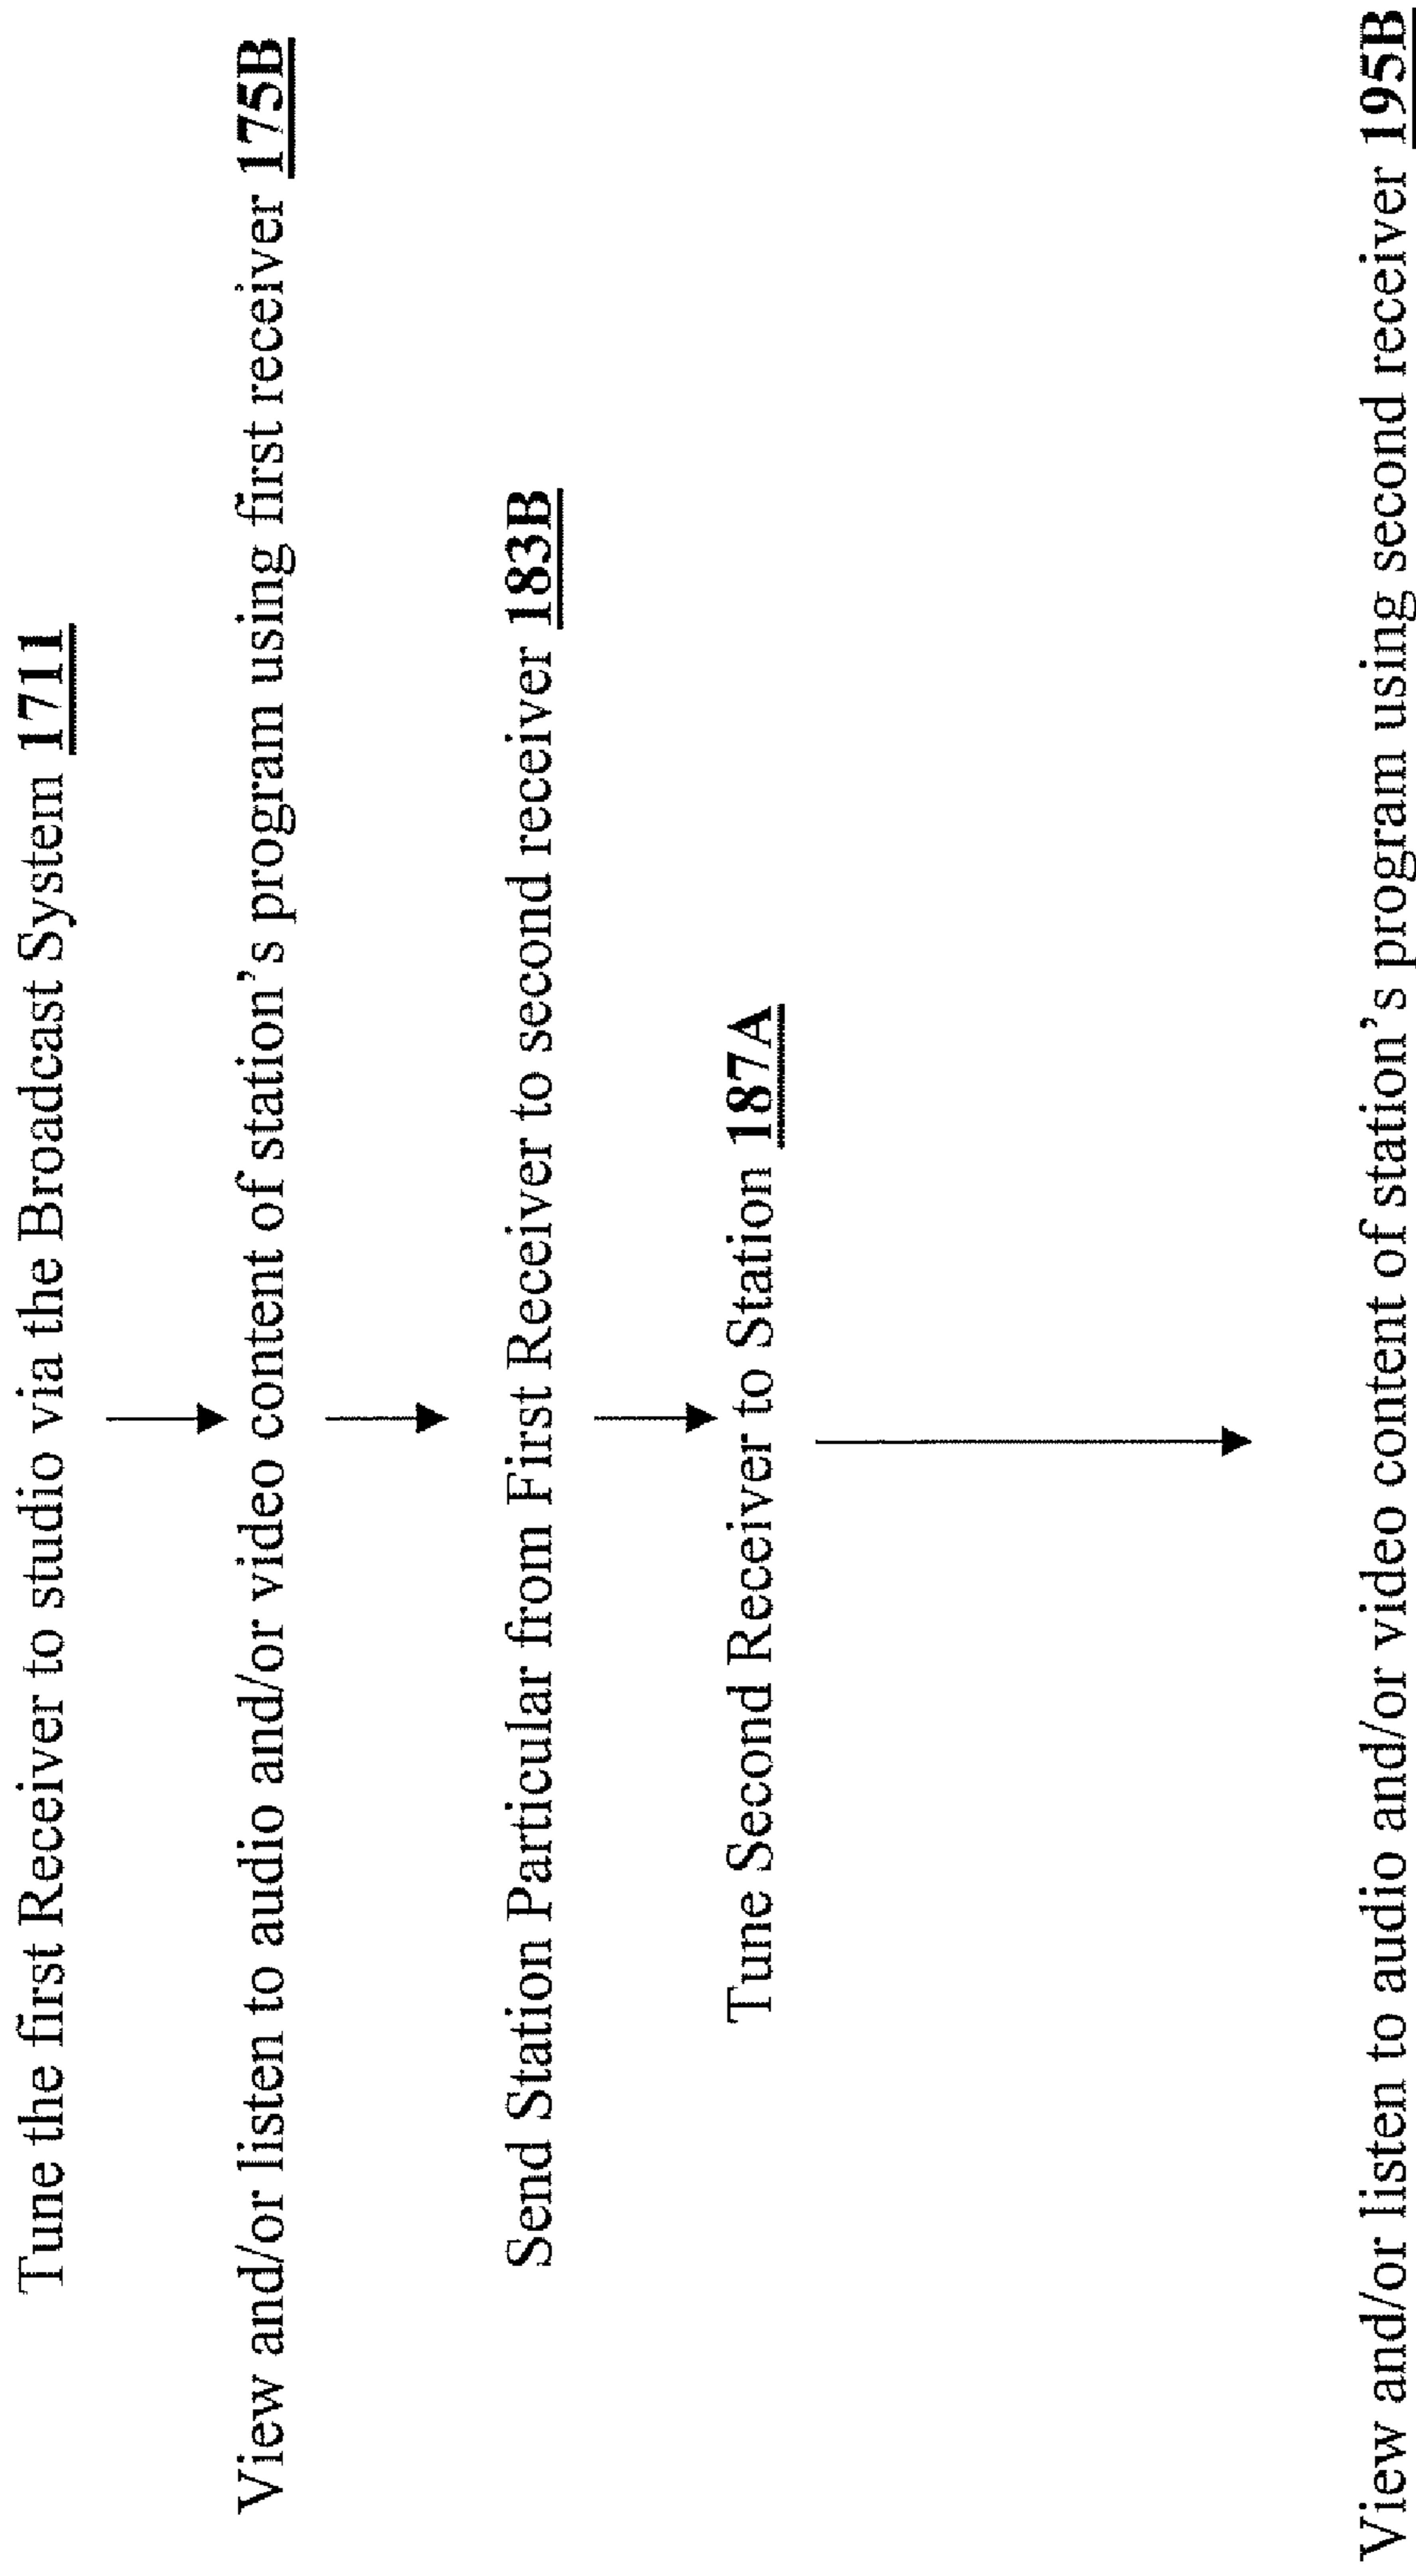 Tune the first Receiver to studio via the Broadcast System 1711
View and/or listen to audio and/or video content of station's program using first receiver 175B
Send Station Particular from First Receiver to second receiver 183B
Tune Second Receiver to Station 187A
View and/or listen to audio and/or video content of station's program using second receiver 195B